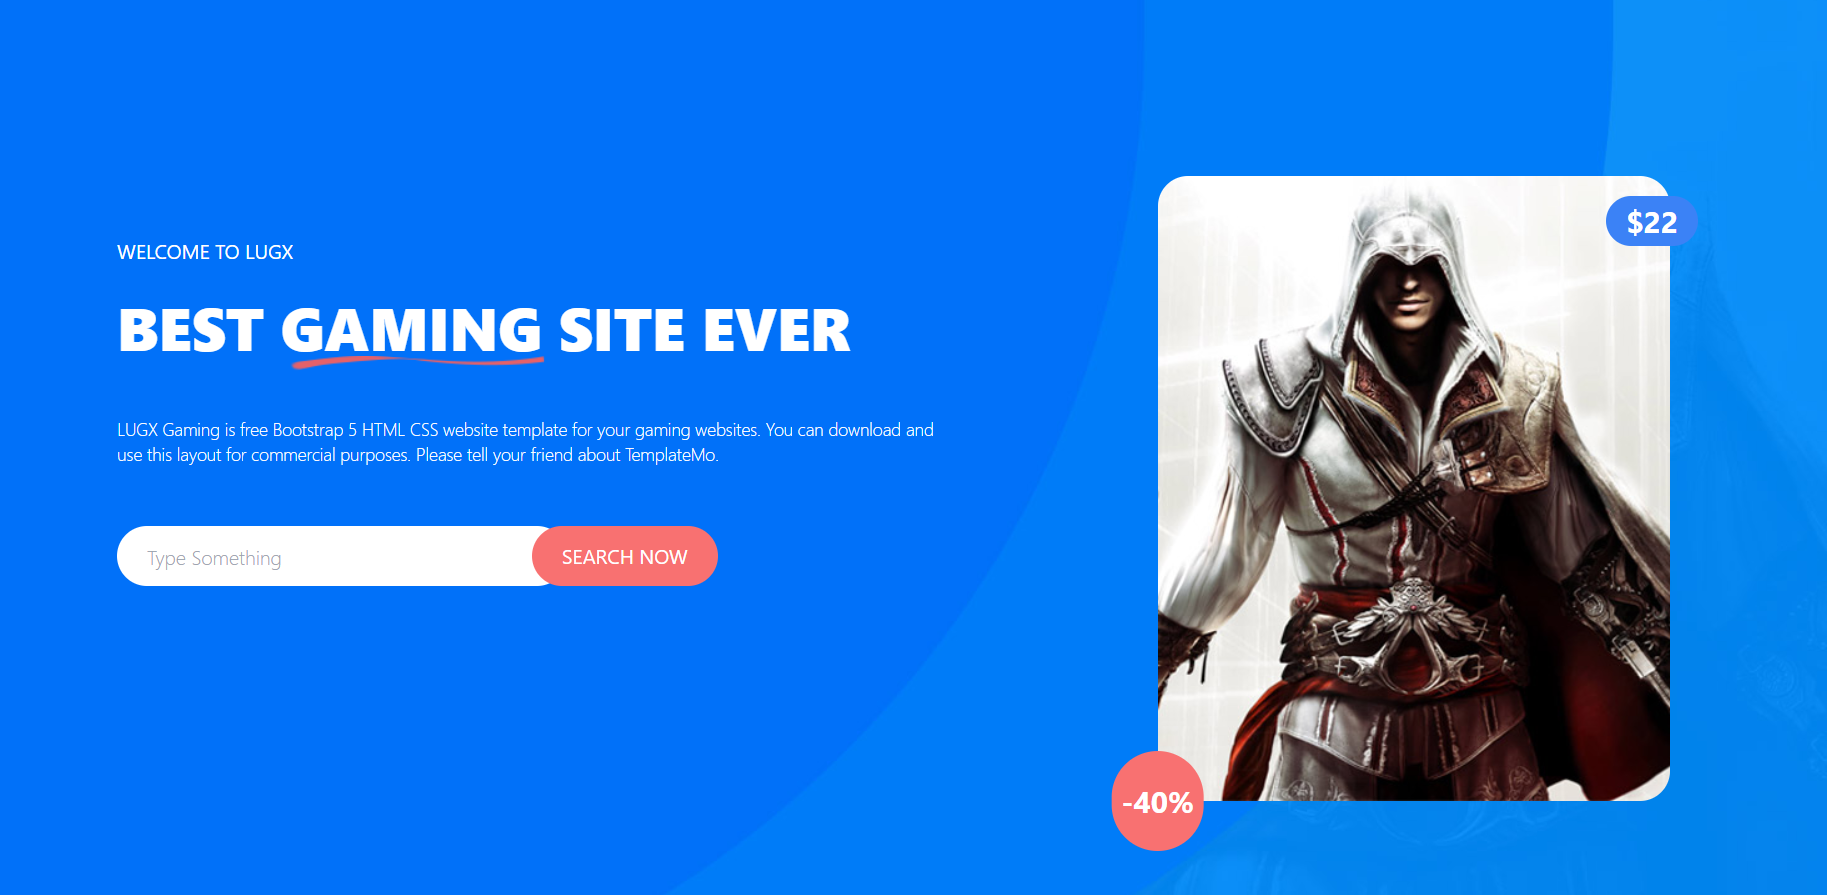 WELCOME TO LUGX
BEST GAMING SITE EVER
LUGX Gaming is free Bootstrap 5 HTML CSS website template for your gaming websites. You can download and
use this layout for commercial purposes. Please tell your friend about TemplateMo.
Type Something
SEARCH NOW
$22
-40%